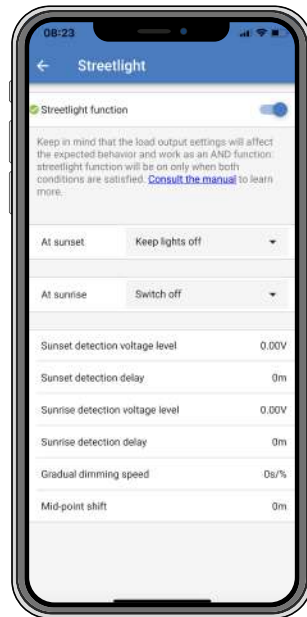 08:23
Streetlight
Streetlight function
Keep in mind that the load output settings will affect
the expected behavior and work as an AND function:
streetlight function will be on only when both
conditions are satisfied. Consult the manual to learn
more.
At sunset Keep lights off
At sunrise Switch off
Sunset detection voltage level 0.00V
Sunset detection delay 0m
Sunrise detection voltage level 0.00V
Sunrise detection delay 0m
Gradual dimming speed 0s/%
Mid-point shift 0m